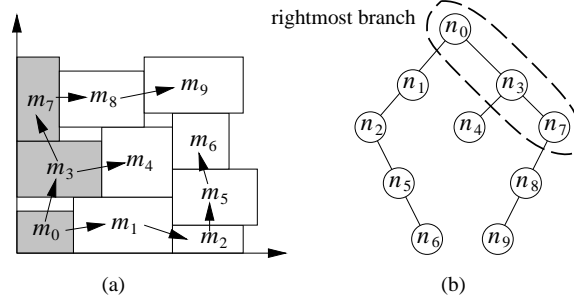 rightmost branch
m7 m8 m9
m3 m4 m6
m5
m0 m1 m2
n0
n1 n3
n2 n4 n7
n5 n8
n6 n9
(a) (b)